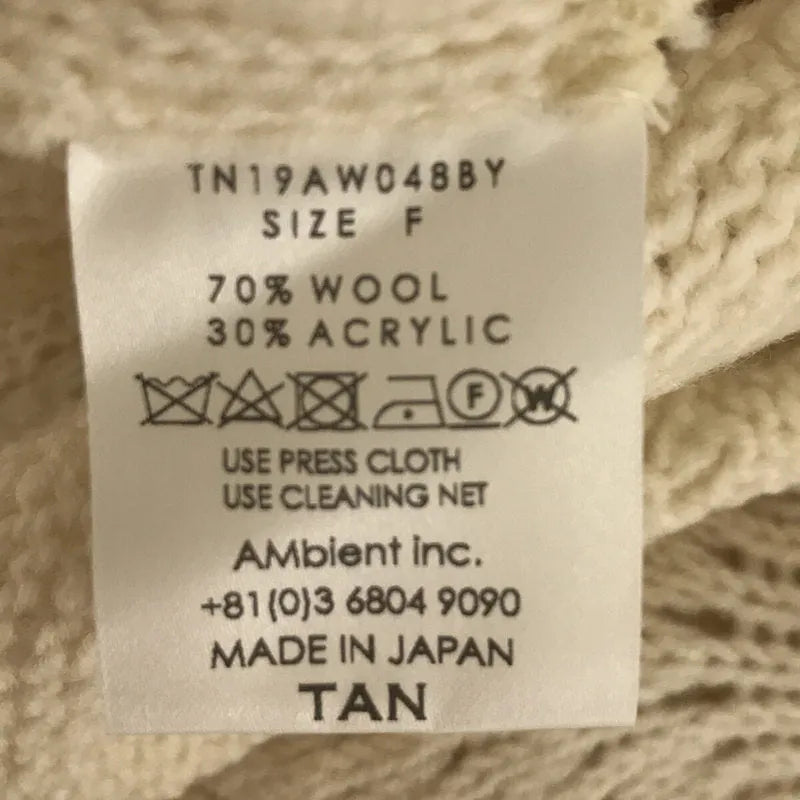 TN19AW048BY
SIZE F
70% WOOL
30% ACRYLIC
F W
USE PRESS CLOTH
USE CLEANING NET
AMbient inc.
+81(0)3 6804 9090
MADE IN JAPAN
TAN